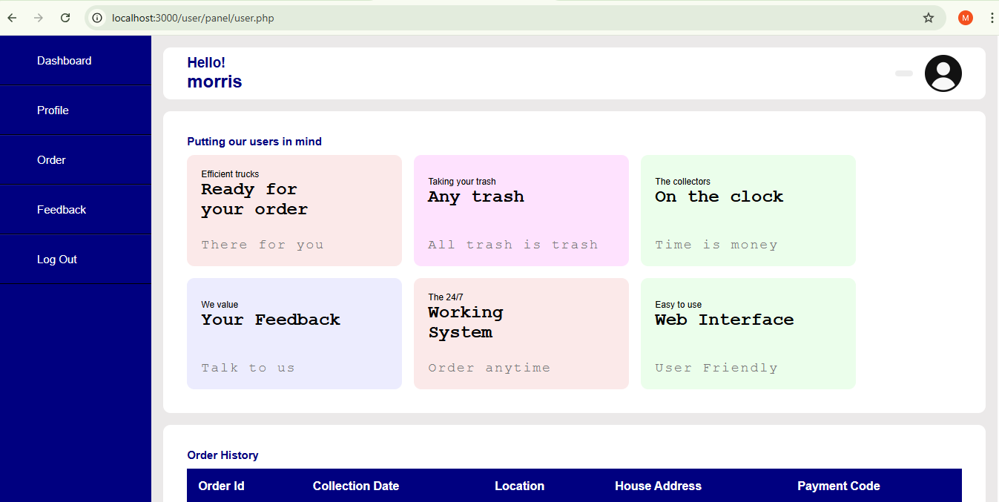 localhost:3000/user/panel/user.php
M
Dashboard
Profile
Order
Feedback
Log Out
Hello!
morris
Putting our users in mind
Efficient trucks
Ready for
your order
There for you
Taking your trash
Any trash
All trash is trash
The collectors
On the clock
Time is money
We value
Your Feedback
Talk to us
The 24/7
Working
System
Order anytime
Easy to use
Web Interface
User Friendly
Order History
Order Id Collection Date Location House Address Payment Code